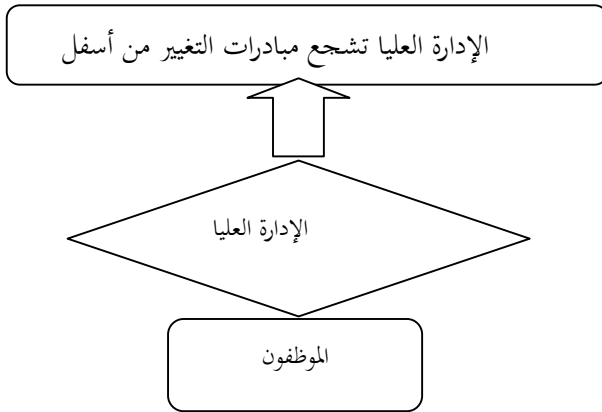 الإدارة العليا تشجع مبادرات التغيير من أسفل
الإدارة العليا
الموظفون